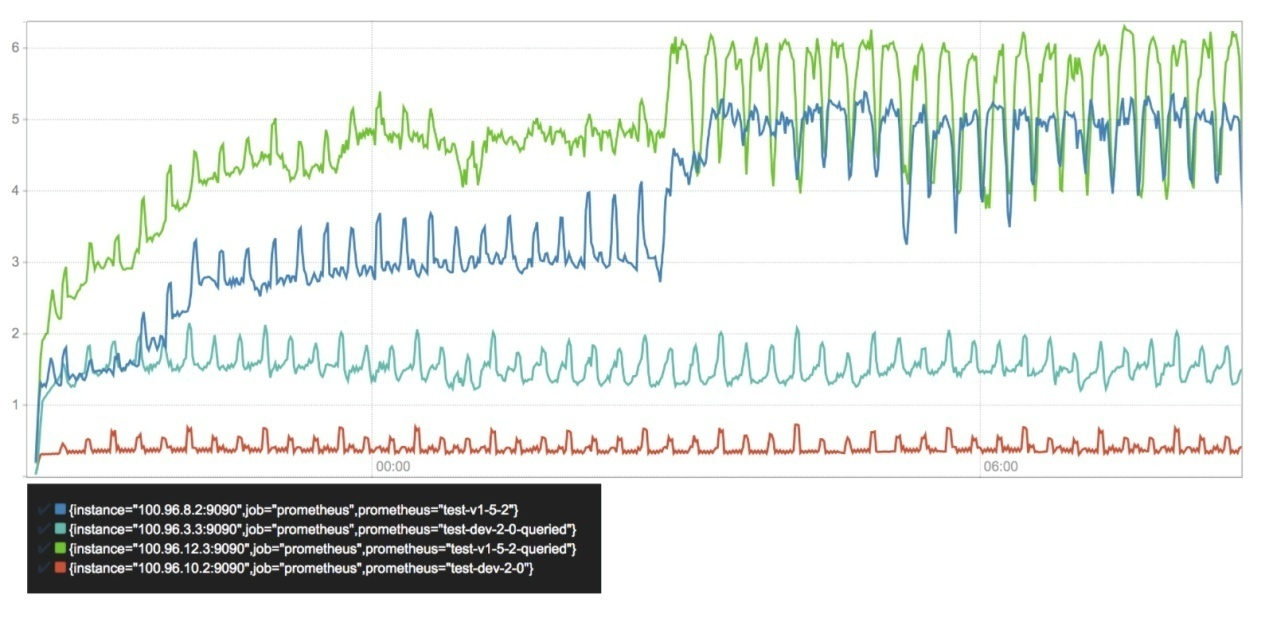 6
5
4
3
2
1
00:00
06:00
{instance="100.96.8.2:9090",job="prometheus",prometheus="test-v1-5-2"}
{instance="100.96.3.3:9090",job="prometheus",prometheus="test-dev-2-0-queried"}
{instance="100.96.12.3:9090",job="prometheus",prometheus="test-v1-5-2-queried"}
{instance="100.96.10.2:9090",job="prometheus",prometheus="test-dev-2-0"}